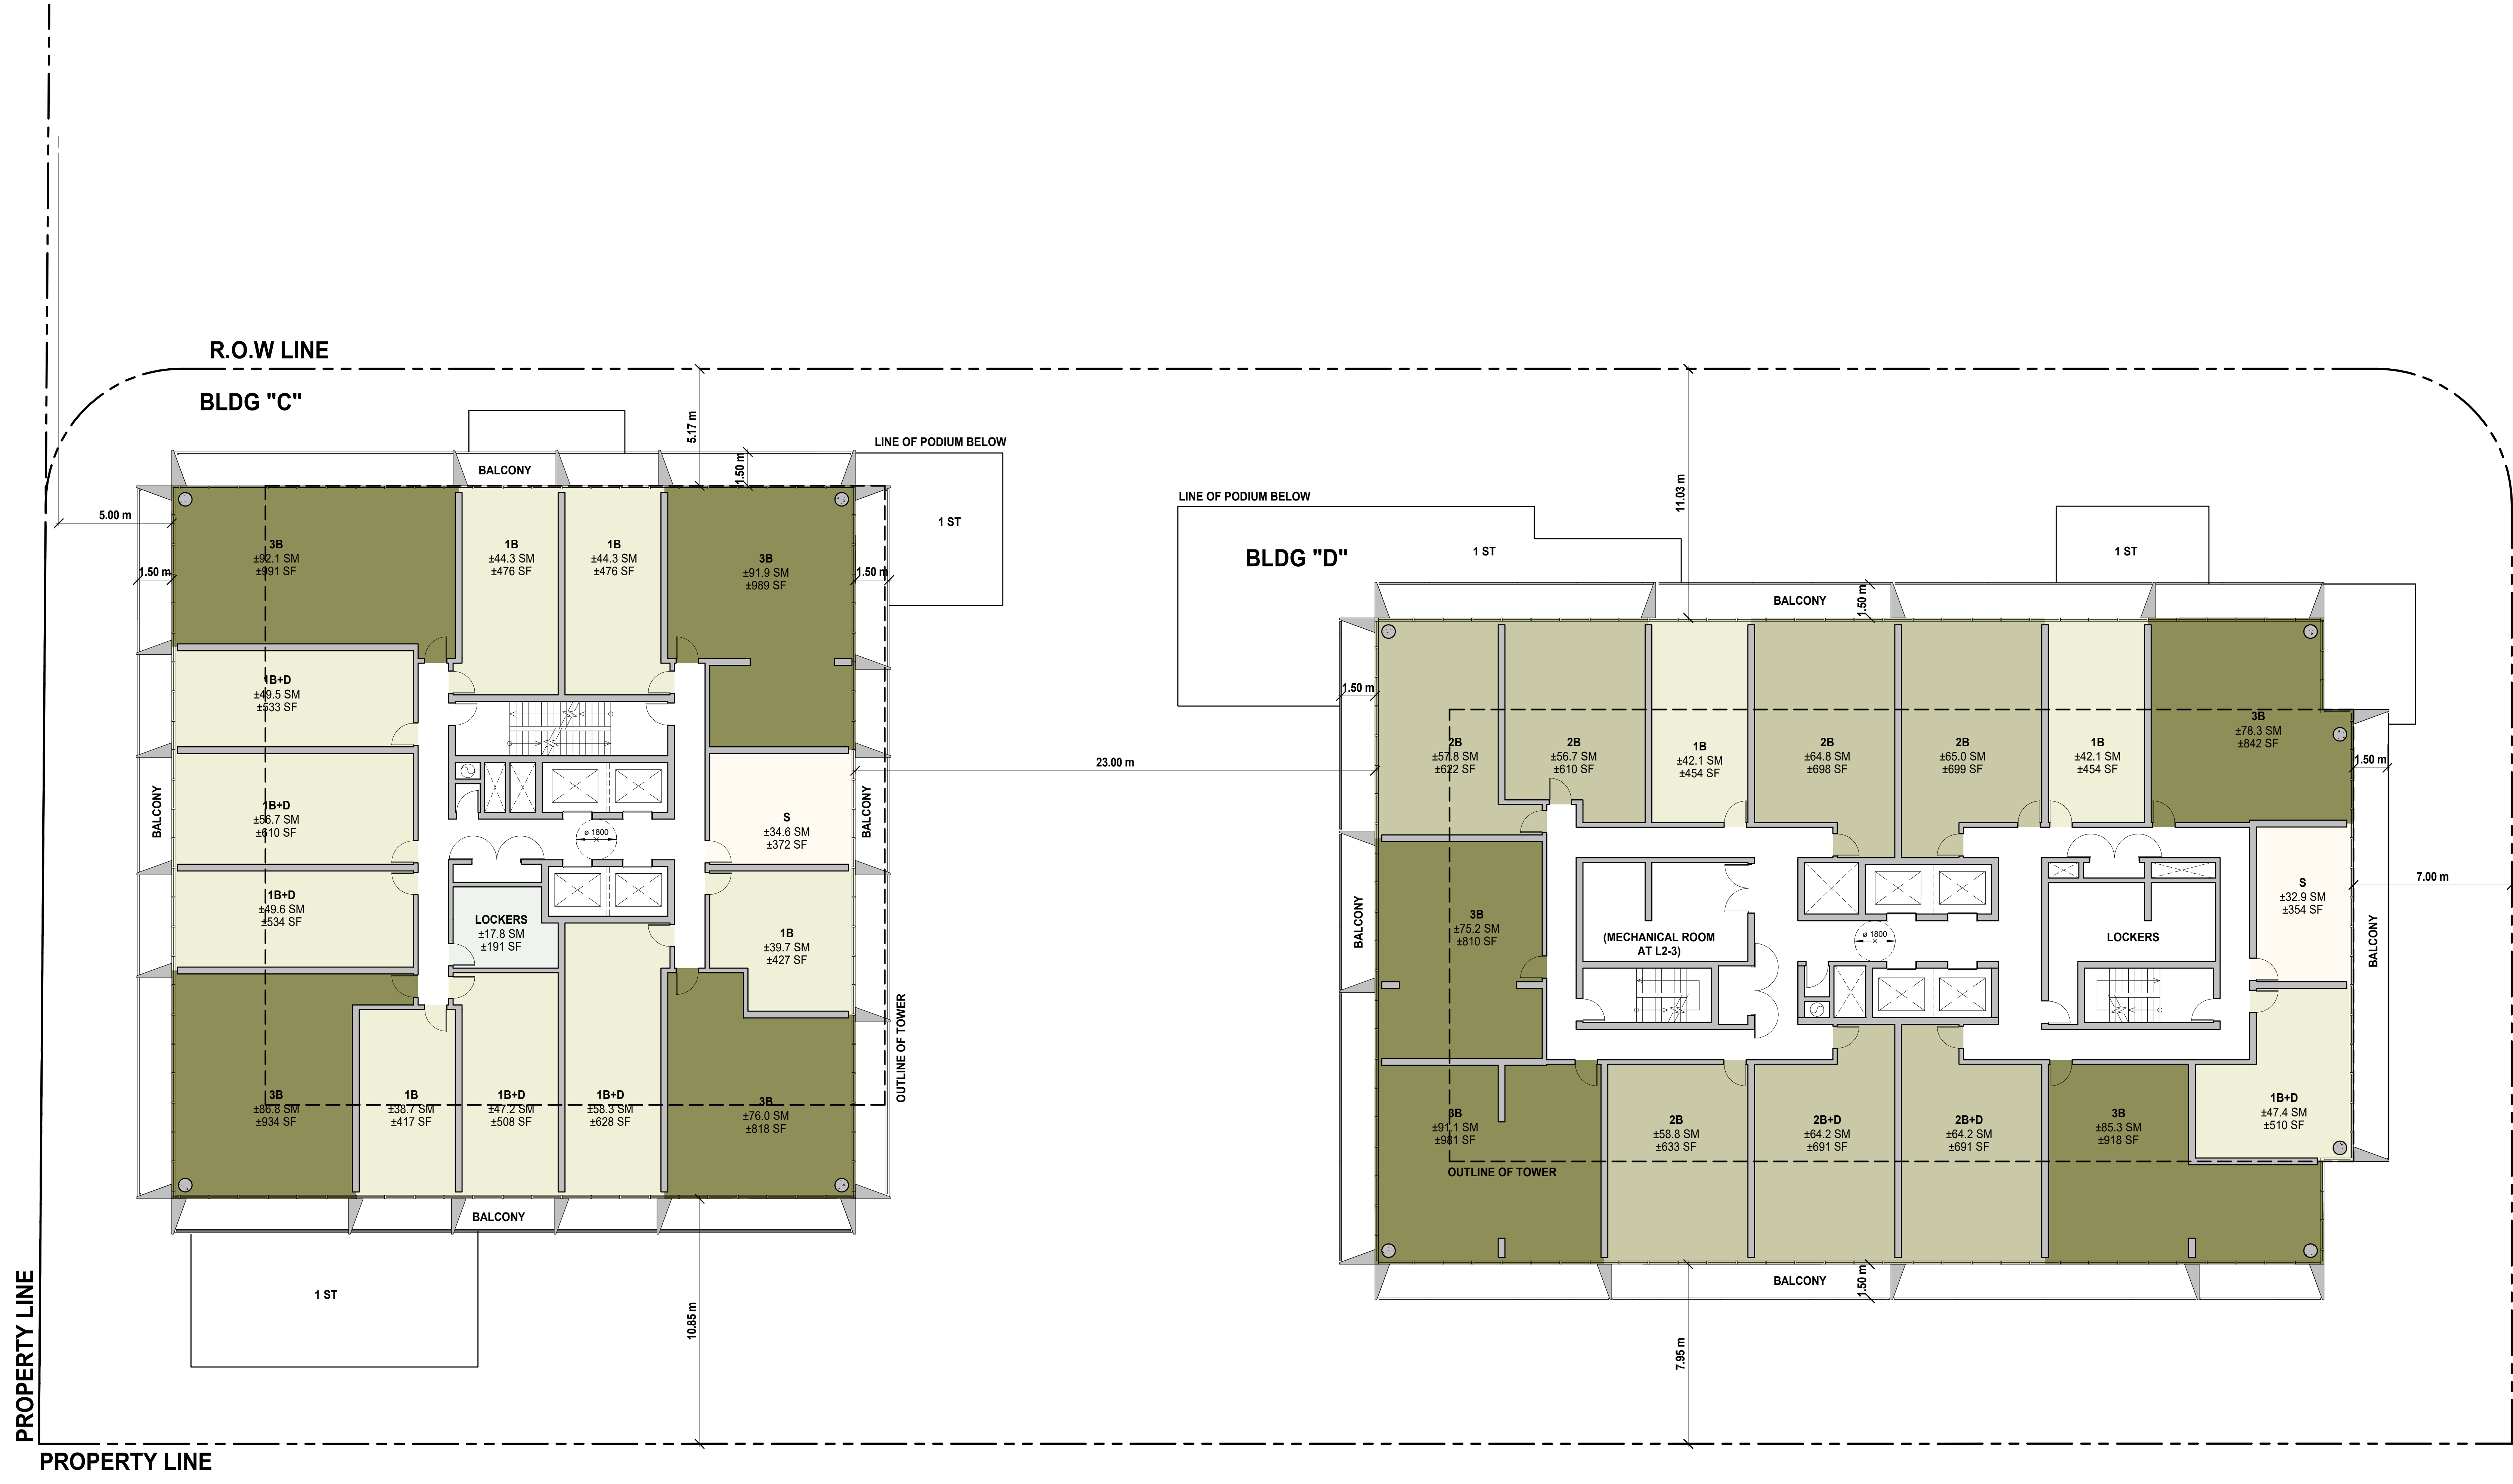 R.O.W LINE
BLDG "C"
5.17 m
LINE OF PODIUM BELOW
BALCONY
1.50 m
5.00 m
1 ST
3B
±92.1 SM
±991 SF
1B
±44.3 SM
±476 SF
1B
±44.3 SM
±476 SF
3B
±91.9 SM
±989 SF
1.50 m
1.50 m
1B+D
±49.5 SM
±533 SF
1B+D
±56.7 SM
±610 SF
BALCONY
S
±34.6 SM
±372 SF
BALCONY
ø 1800
1B+D
±49.6 SM
±534 SF
LOCKERS
±17.8 SM
±191 SF
1B
±39.7 SM
±427 SF
OUTLINE OF TOWER
3B
±86.8 SM
±934 SF
1B
±38.7 SM
±417 SF
1B+D
±47.2 SM
±508 SF
1B+D
±58.3 SM
±628 SF
3B
±76.0 SM
±818 SF
BALCONY
1 ST
10.85 m
23.00 m
LINE OF PODIUM BELOW
11.03 m
BLDG "D"
1 ST
1 ST
BALCONY
1.50 m
1.50 m
2B
±57.8 SM
±622 SF
2B
±56.7 SM
±610 SF
1B
±42.1 SM
±454 SF
2B
±64.8 SM
±698 SF
2B
±65.0 SM
±699 SF
1B
±42.1 SM
±454 SF
3B
±78.3 SM
±842 SF
1.50 m
7.00 m
BALCONY
3B
±75.2 SM
±810 SF
(MECHANICAL ROOM
AT L2-3)
ø 1800
LOCKERS
S
±32.9 SM
±354 SF
BALCONY
3B
±91.1 SM
±981 SF
2B
±58.8 SM
±633 SF
2B+D
±64.2 SM
±691 SF
2B+D
±64.2 SM
±691 SF
3B
±85.3 SM
±918 SF
1B+D
±47.4 SM
±510 SF
OUTLINE OF TOWER
BALCONY
1.50 m
7.95 m
PROPERTY LINE
PROPERTY LINE